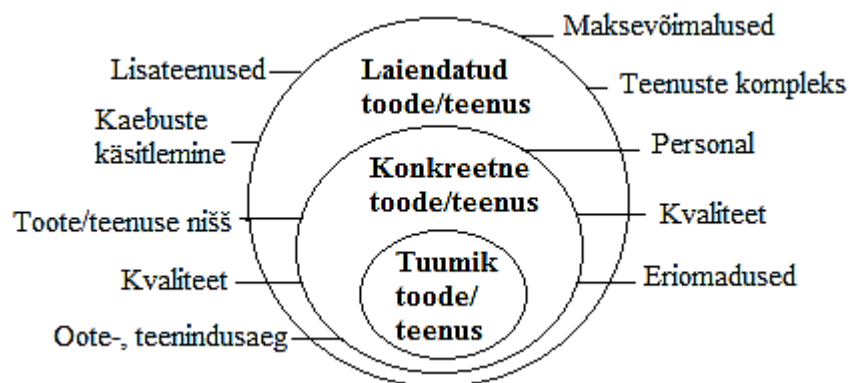 Maksevõimalused
Lisateenused
Laiendatud
toode/teenus
Teenuste kompleks
Kaebuste
käsitlemine
Personal
Konkreetne
toode/teenus
Toote/teenuse nišš
Kvaliteet
Tuumik
toode/
teenus
Kvaliteet
Eriomadused
Oote-, teenindusaeg